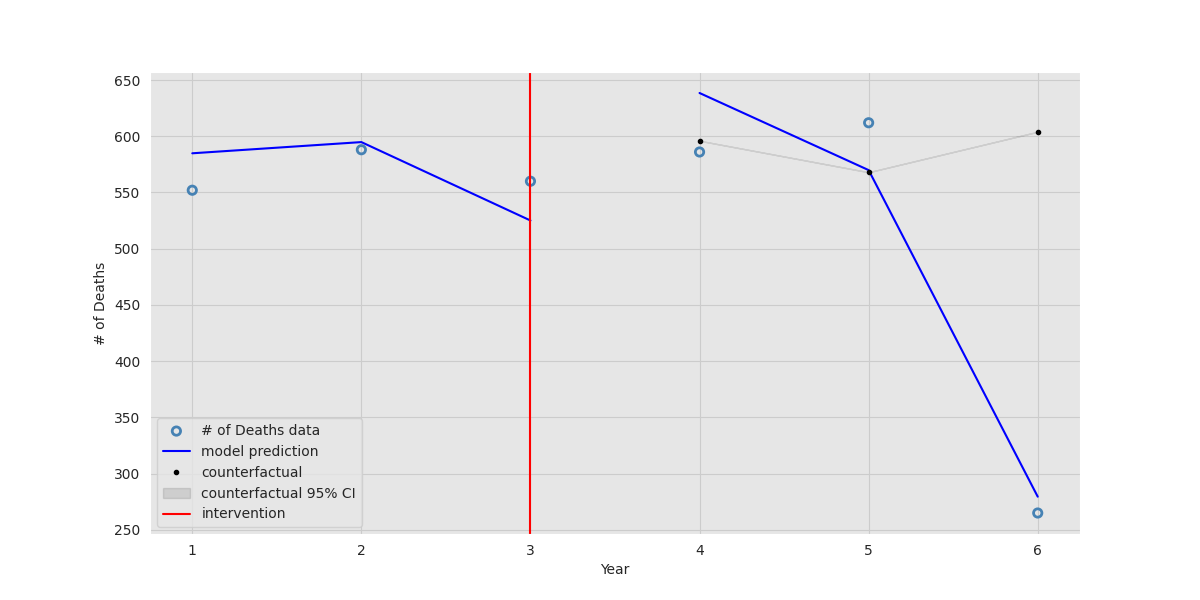 650
600
550
500
450
400
350
300
250
# of Deaths
# of Deaths data
model prediction
counterfactual
counterfactual 95% CI
intervention
1 2 3 4 5 6
Year